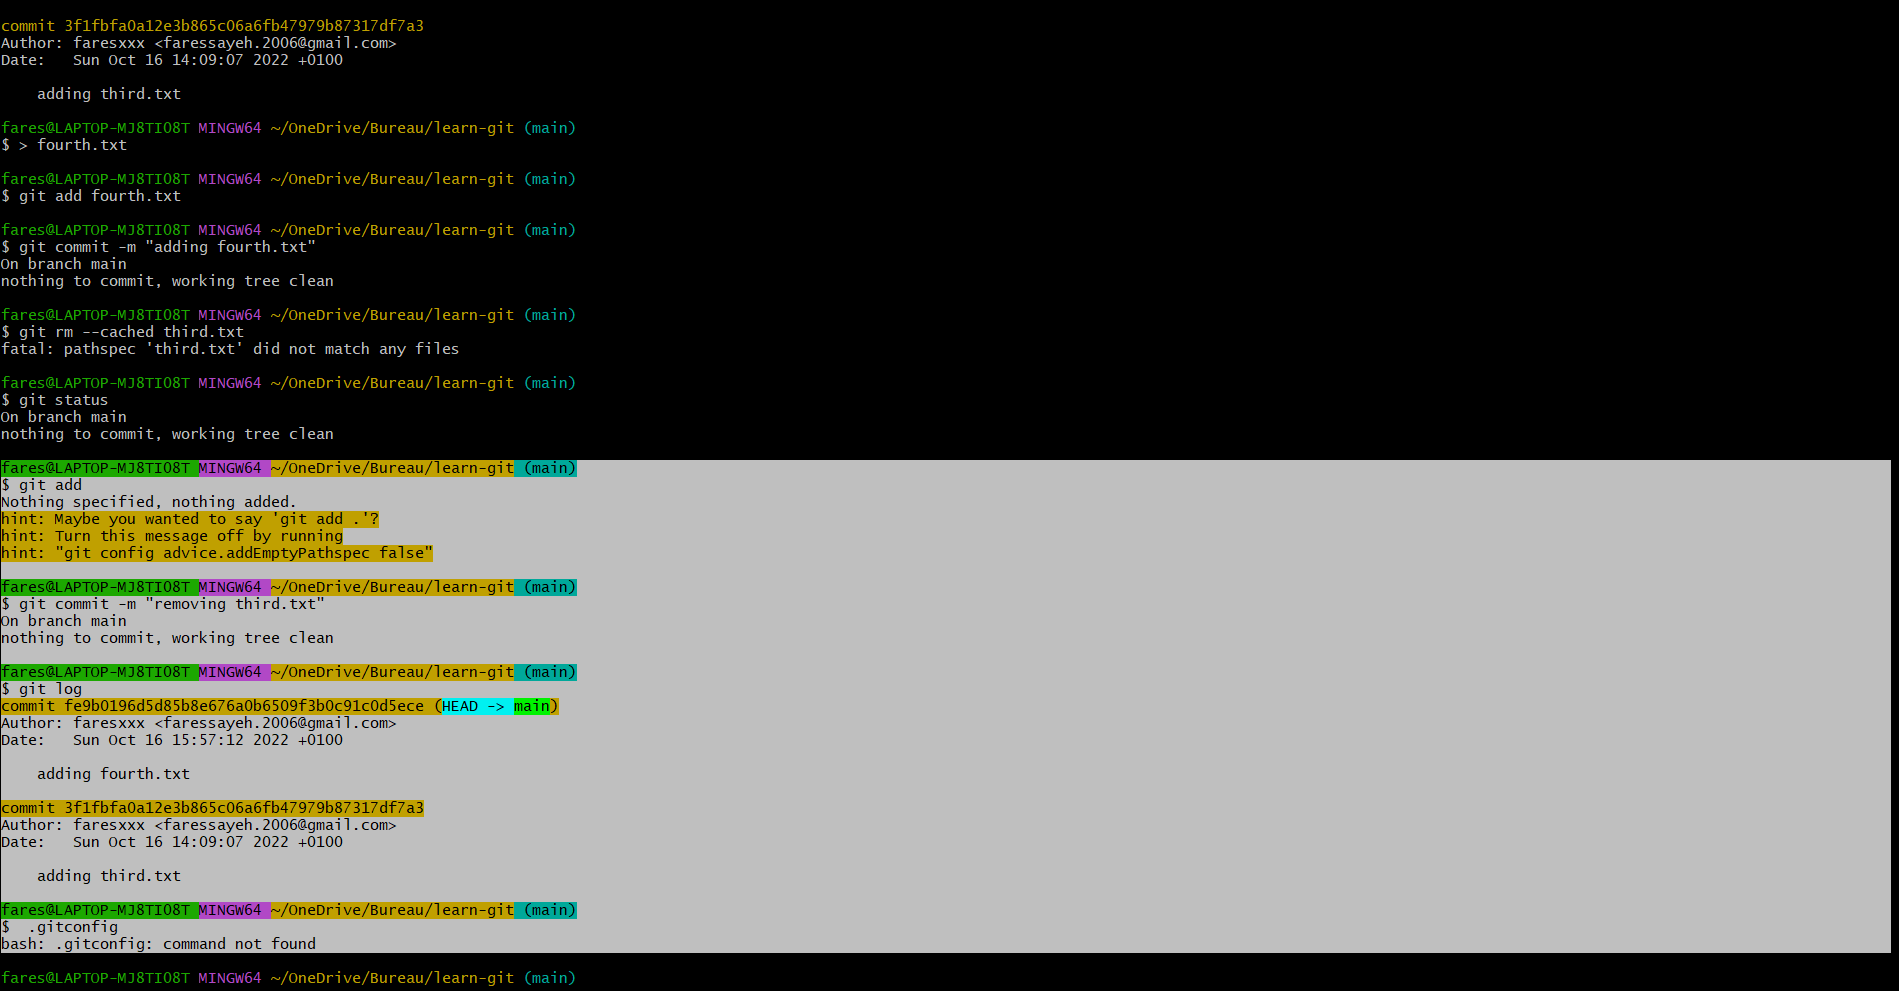 commit 3f1fbfa0a12e3b865c06a6fb47979b87317df7a3
Author: faresxxx <faressayeh.2006@gmail.com>
Date:   Sun Oct 16 14:09:07 2022 +0100
    adding third.txt
fares@LAPTOP-MJ8TIO8T MINGW64 ~/OneDrive/Bureau/learn-git (main)
$ > fourth.txt
fares@LAPTOP-MJ8TIO8T MINGW64 ~/OneDrive/Bureau/learn-git (main)
$ git add fourth.txt
fares@LAPTOP-MJ8TIO8T MINGW64 ~/OneDrive/Bureau/learn-git (main)
$ git commit -m "adding fourth.txt"
On branch main
nothing to commit, working tree clean
fares@LAPTOP-MJ8TIO8T MINGW64 ~/OneDrive/Bureau/learn-git (main)
$ git rm --cached third.txt
fatal: pathspec 'third.txt' did not match any files
fares@LAPTOP-MJ8TIO8T MINGW64 ~/OneDrive/Bureau/learn-git (main)
$ git status
On branch main
nothing to commit, working tree clean
fares@LAPTOP-MJ8TIO8T MINGW64 ~/OneDrive/Bureau/learn-git (main)
$ git add
Nothing specified, nothing added.
hint: Maybe you wanted to say 'git add .'?
hint: Turn this message off by running
hint: "git config advice.addEmptyPathspec false"
fares@LAPTOP-MJ8TIO8T MINGW64 ~/OneDrive/Bureau/learn-git (main)
$ git commit -m "removing third.txt"
On branch main
nothing to commit, working tree clean
fares@LAPTOP-MJ8TIO8T MINGW64 ~/OneDrive/Bureau/learn-git (main)
$ git log
commit fe9b0196d5d85b8e676a0b6509f3b0c91c0d5ece (HEAD -> main)
Author: faresxxx <faressayeh.2006@gmail.com>
Date:   Sun Oct 16 15:57:12 2022 +0100
    adding fourth.txt
commit 3f1fbfa0a12e3b865c06a6fb47979b87317df7a3
Author: faresxxx <faressayeh.2006@gmail.com>
Date:   Sun Oct 16 14:09:07 2022 +0100
    adding third.txt
fares@LAPTOP-MJ8TIO8T MINGW64 ~/OneDrive/Bureau/learn-git (main)
$  .gitconfig
bash: .gitconfig: command not found
fares@LAPTOP-MJ8TIO8T MINGW64 ~/OneDrive/Bureau/learn-git (main)